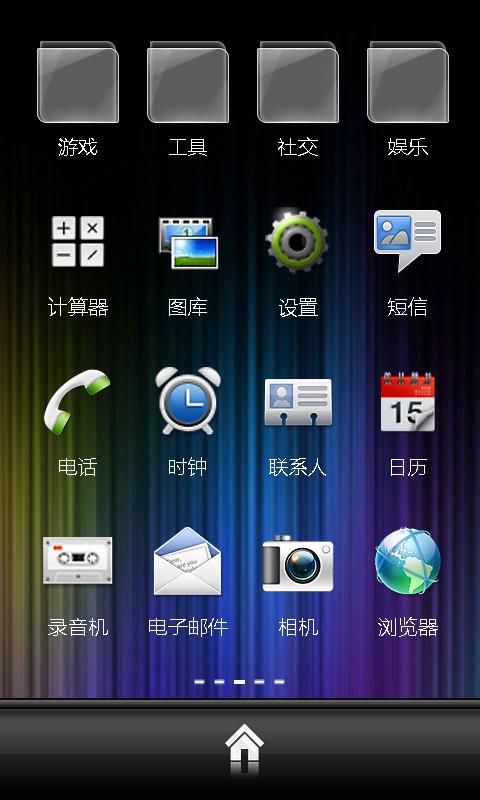 游戏 工具 社交 娱乐
计算器 图库 设置 短信
15
电话 时钟 联系人 日历
录音机 电子邮件 相机 浏览器